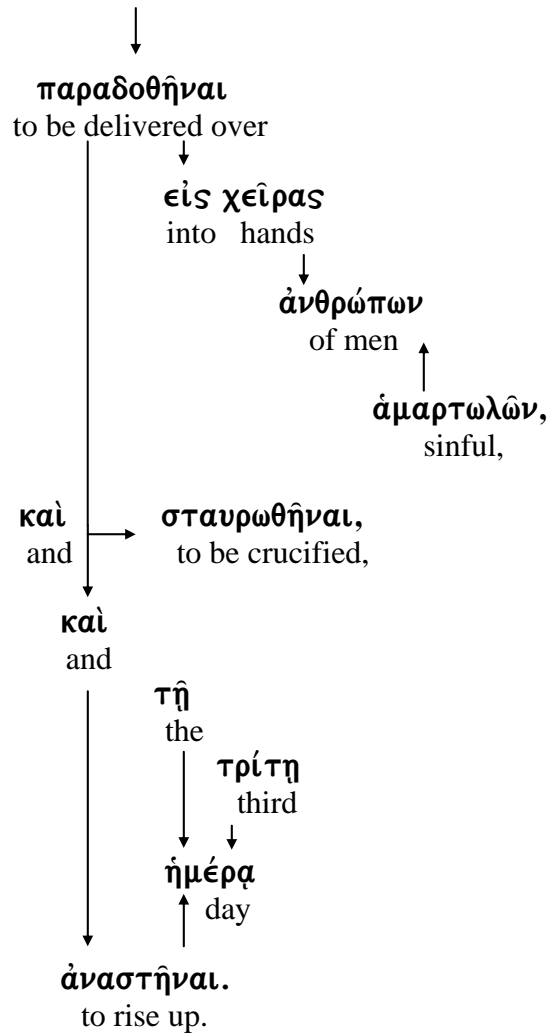 παραδοθῆναι
to be delivered over
εἰς χεῖρας
into hands
ἀνθρώπων
of men
ἁμαρτωλῶν,
sinful,
καὶ σταυρωθῆναι,
and to be crucified,
καὶ
and
τῇ
the
τρίτῃ
third
ἡμέρᾳ
day
ἀναστῆναι.
to rise up.